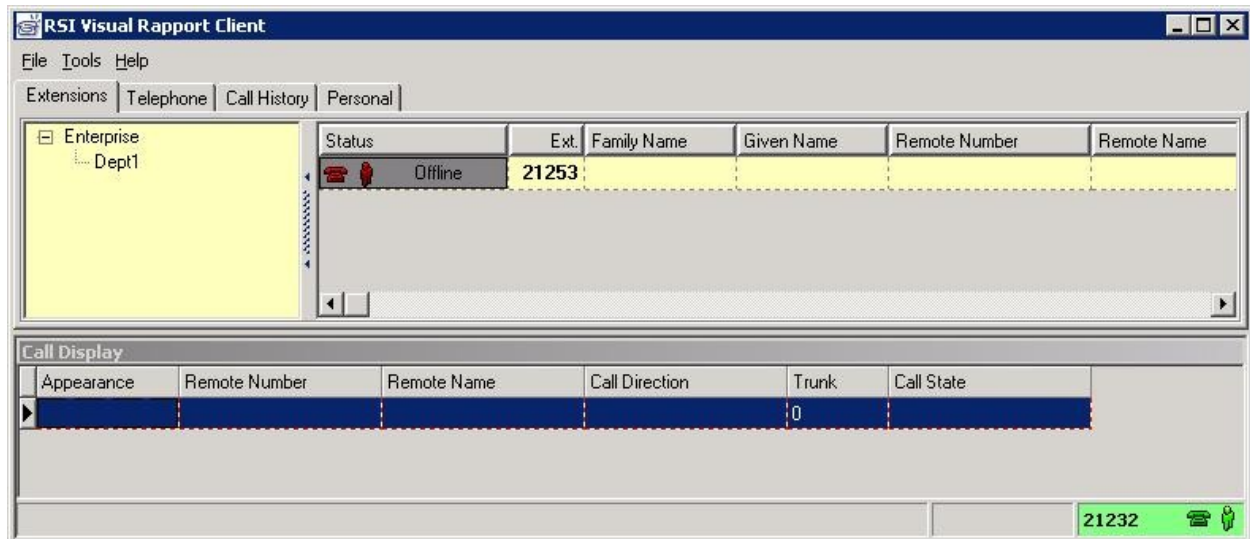 RSI Visual Rapport Client
File Tools Help
Extensions Telephone Call History Personal
Enterprise
Dept1
Status Ext. Family Name Given Name Remote Number Remote Name
Offline 21253
Call Display
Appearance Remote Number Remote Name Call Direction Trunk Call State
0
21232